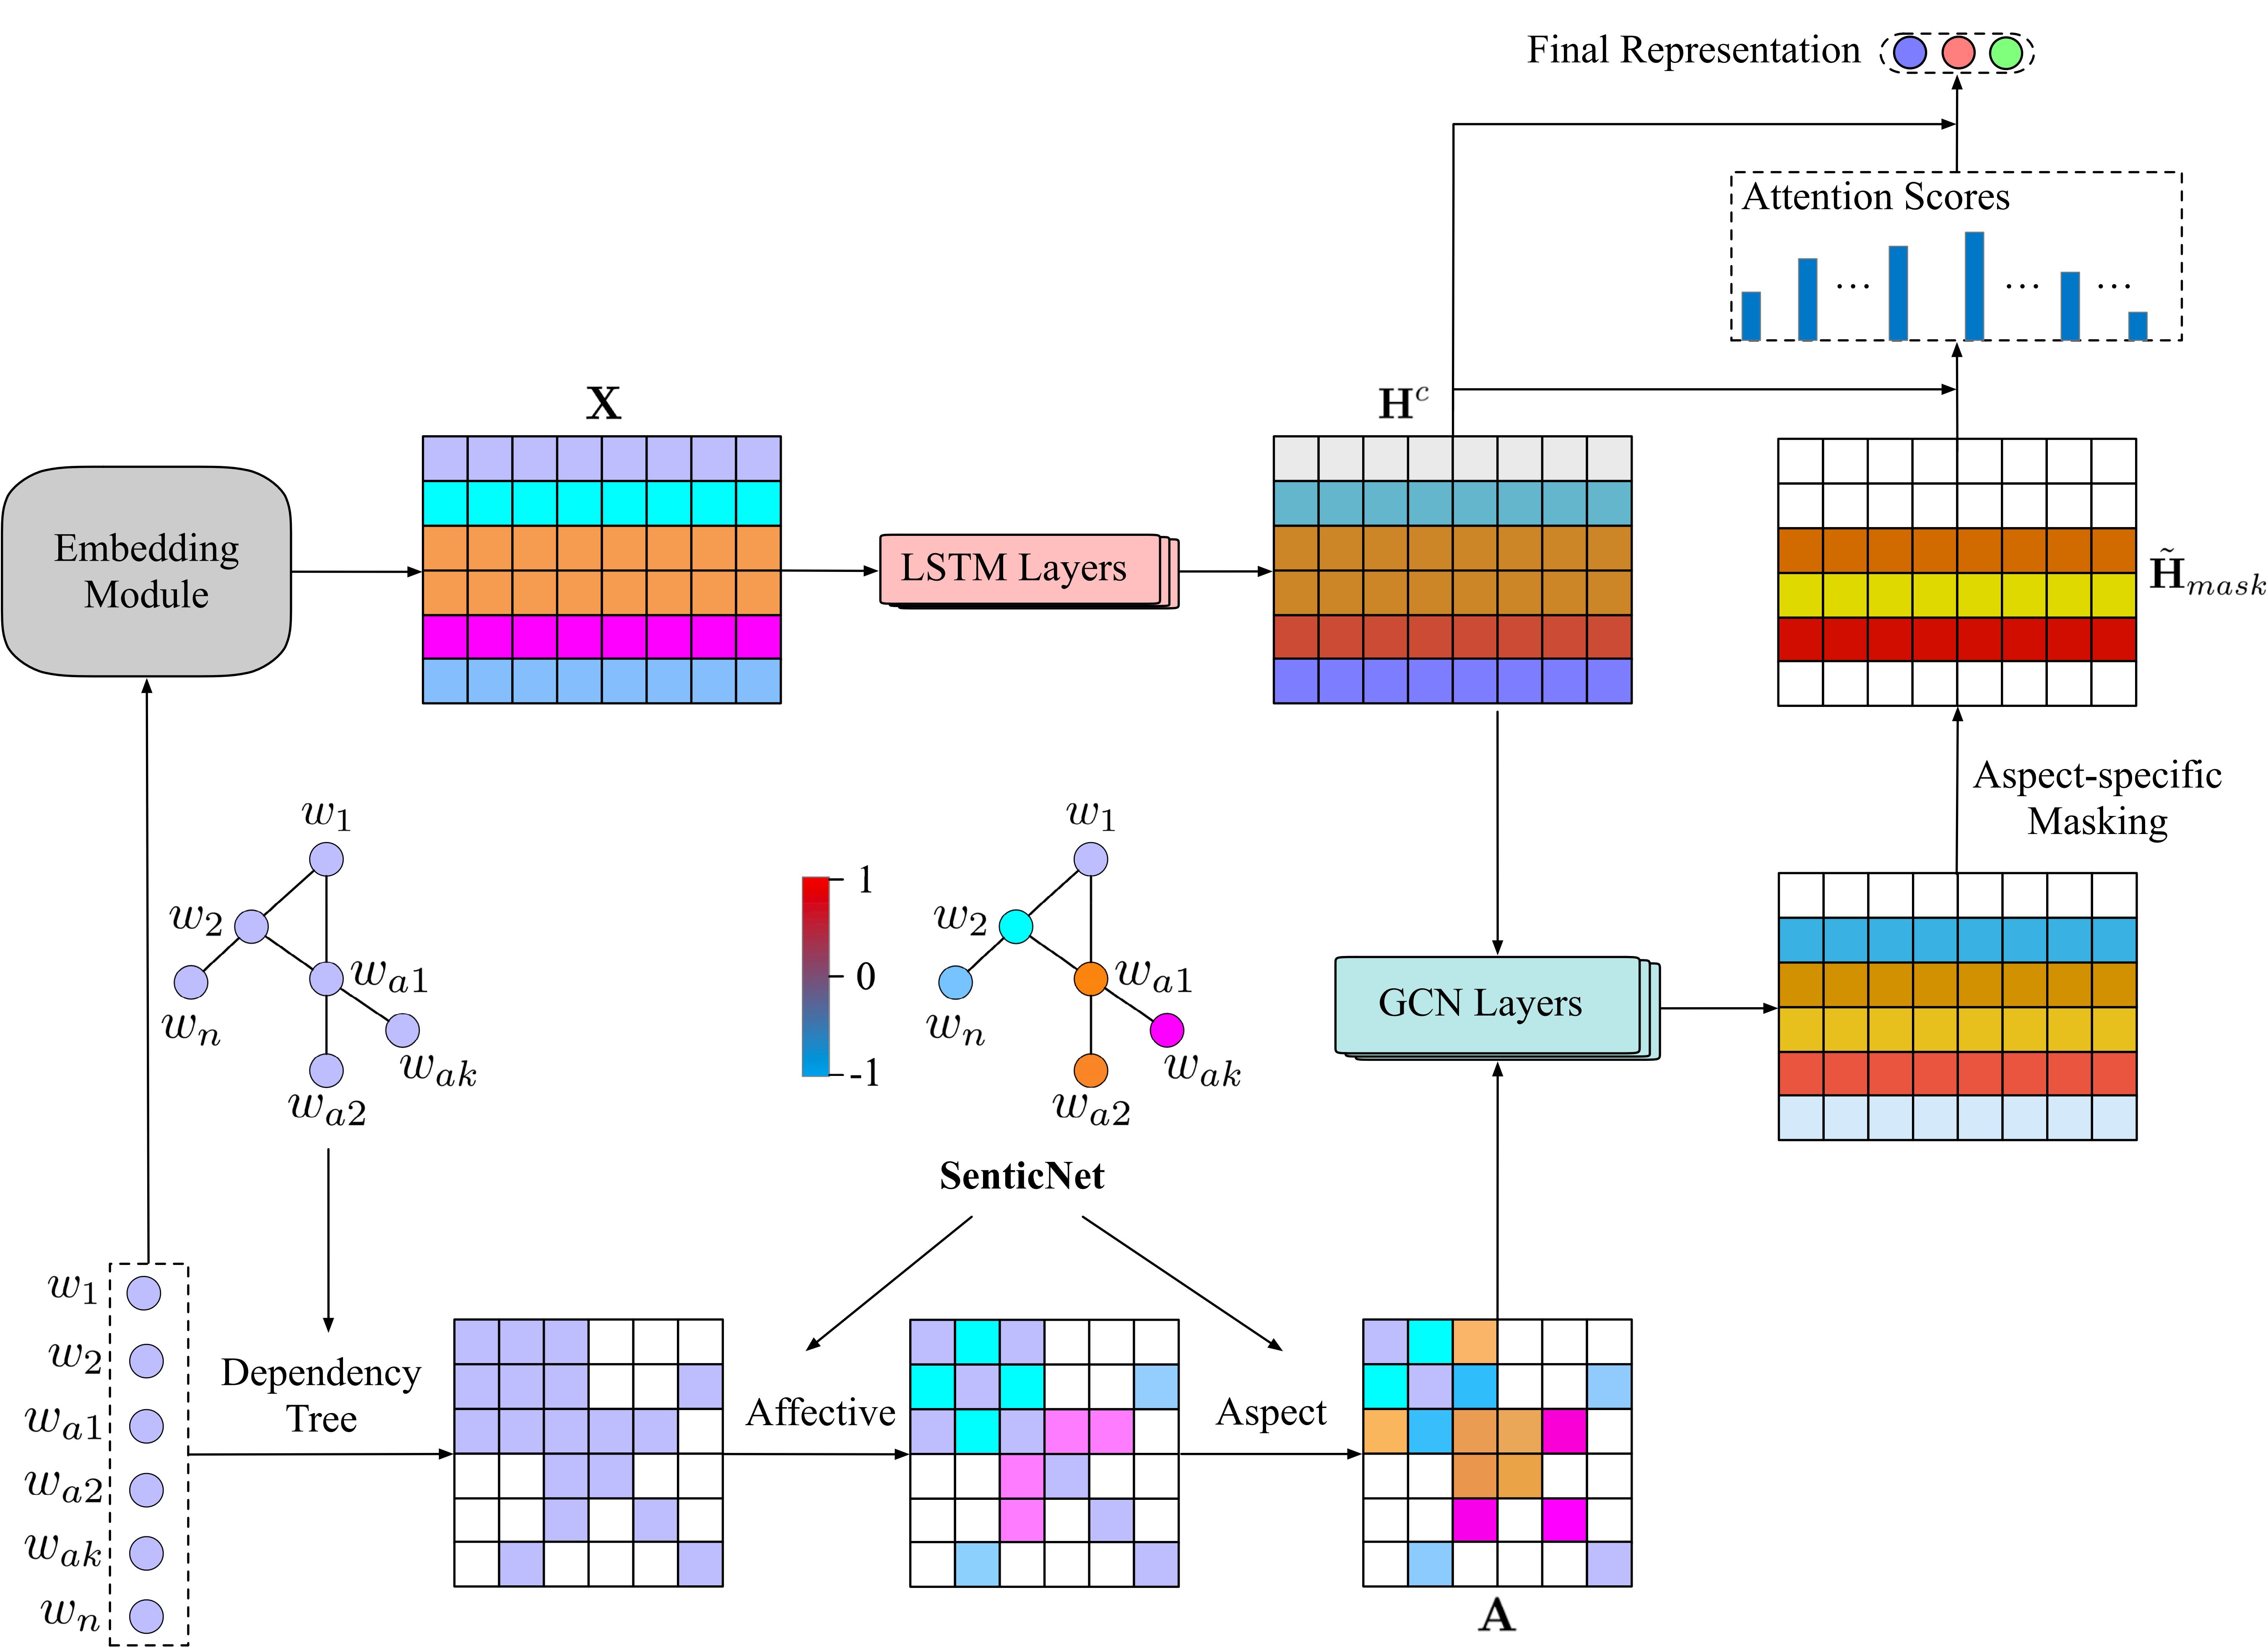 Final Representation
Attention Scores
... ... ...
X
H^c
Embedding
Module
LSTM Layers
H̃_mask
w_1
w_2
w_a1
w_n
w_ak
w_a2
1
0
-1
w_1
w_2
w_a1
w_n
w_ak
w_a2
Aspect-specific
Masking
GCN Layers
SenticNet
w_1
w_2
w_a1
w_a2
w_ak
w_n
Dependency
Tree
Affective
Aspect
A